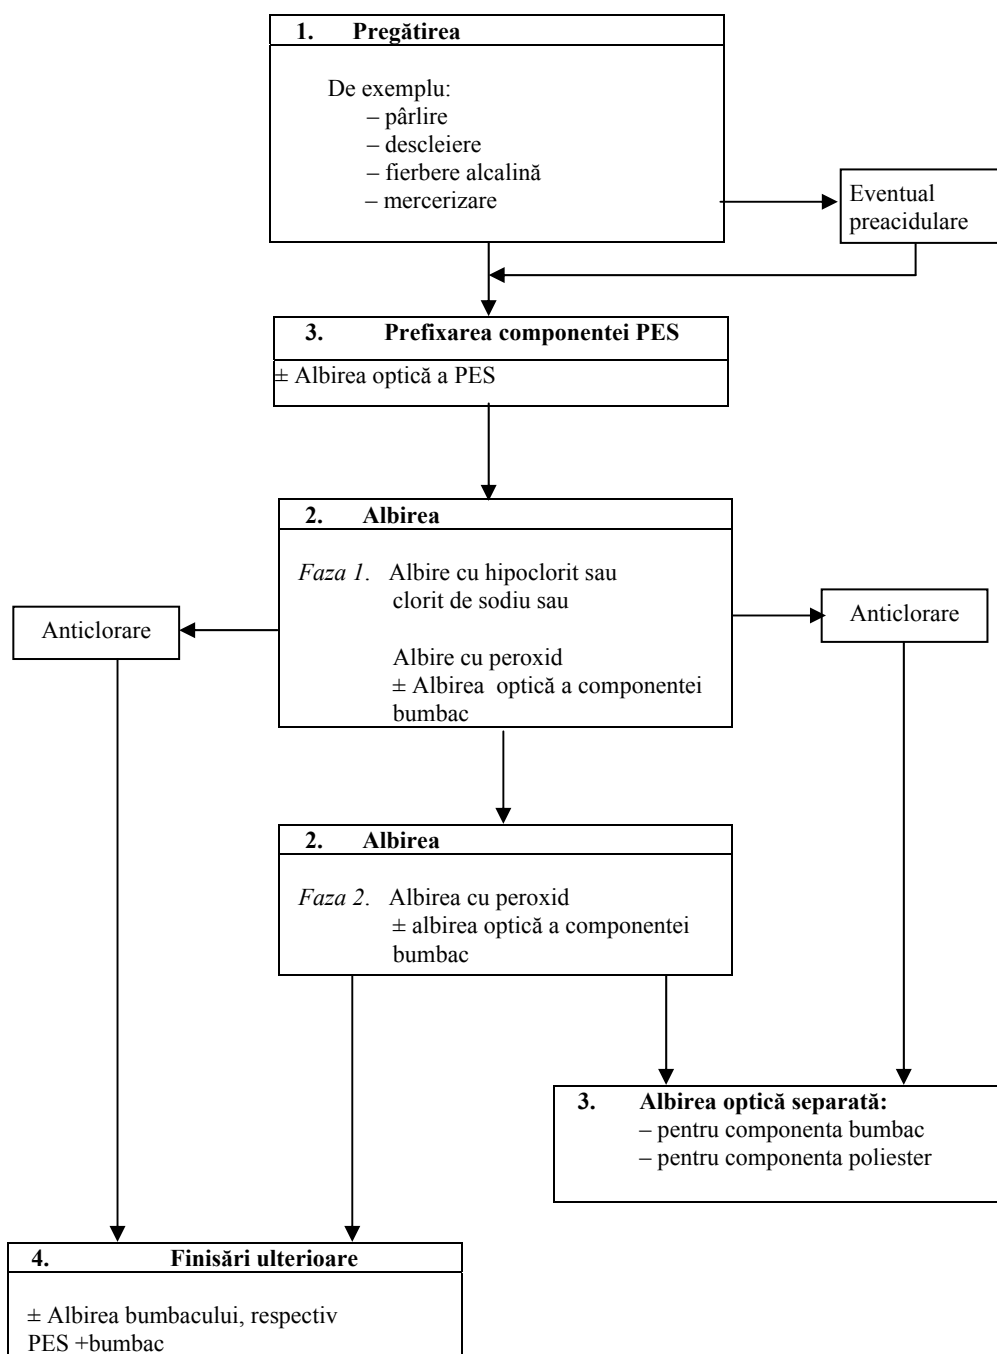 1. Pregătirea
De exemplu:
– pârlire
– descleiere
– fierbere alcalină
– mercerizare
Eventual
preacidulare
3. Prefixarea componentei PES
± Albirea optică a PES
2. Albirea
Faza 1. Albire cu hipoclorit sau
clorit de sodiu sau
Albire cu peroxid
± Albirea optică a componentei
bumbac
Anticlorare
Anticlorare
2. Albirea
Faza 2. Albirea cu peroxid
± albirea optică a componentei
bumbac
3. Albirea optică separată:
– pentru componenta bumbac
– pentru componenta poliester
4. Finisări ulterioare
± Albirea bumbacului, respectiv
PES +bumbac